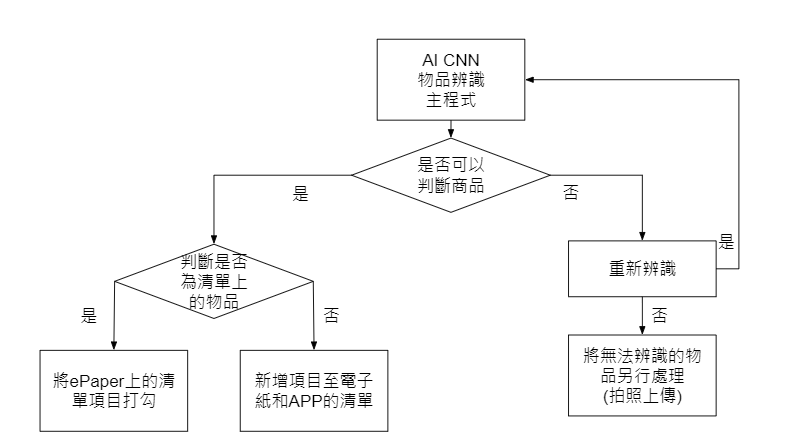 AI CNN
物品辨識
主程式
是否可以
判斷商品
是
否
判斷是否
為清單上
的物品
重新辨識
是
是
否
否
將ePaper上的清
單項目打勾
新增項目至電子
紙和APP的清單
將無法辨識的物
品另行處理
(拍照上傳)